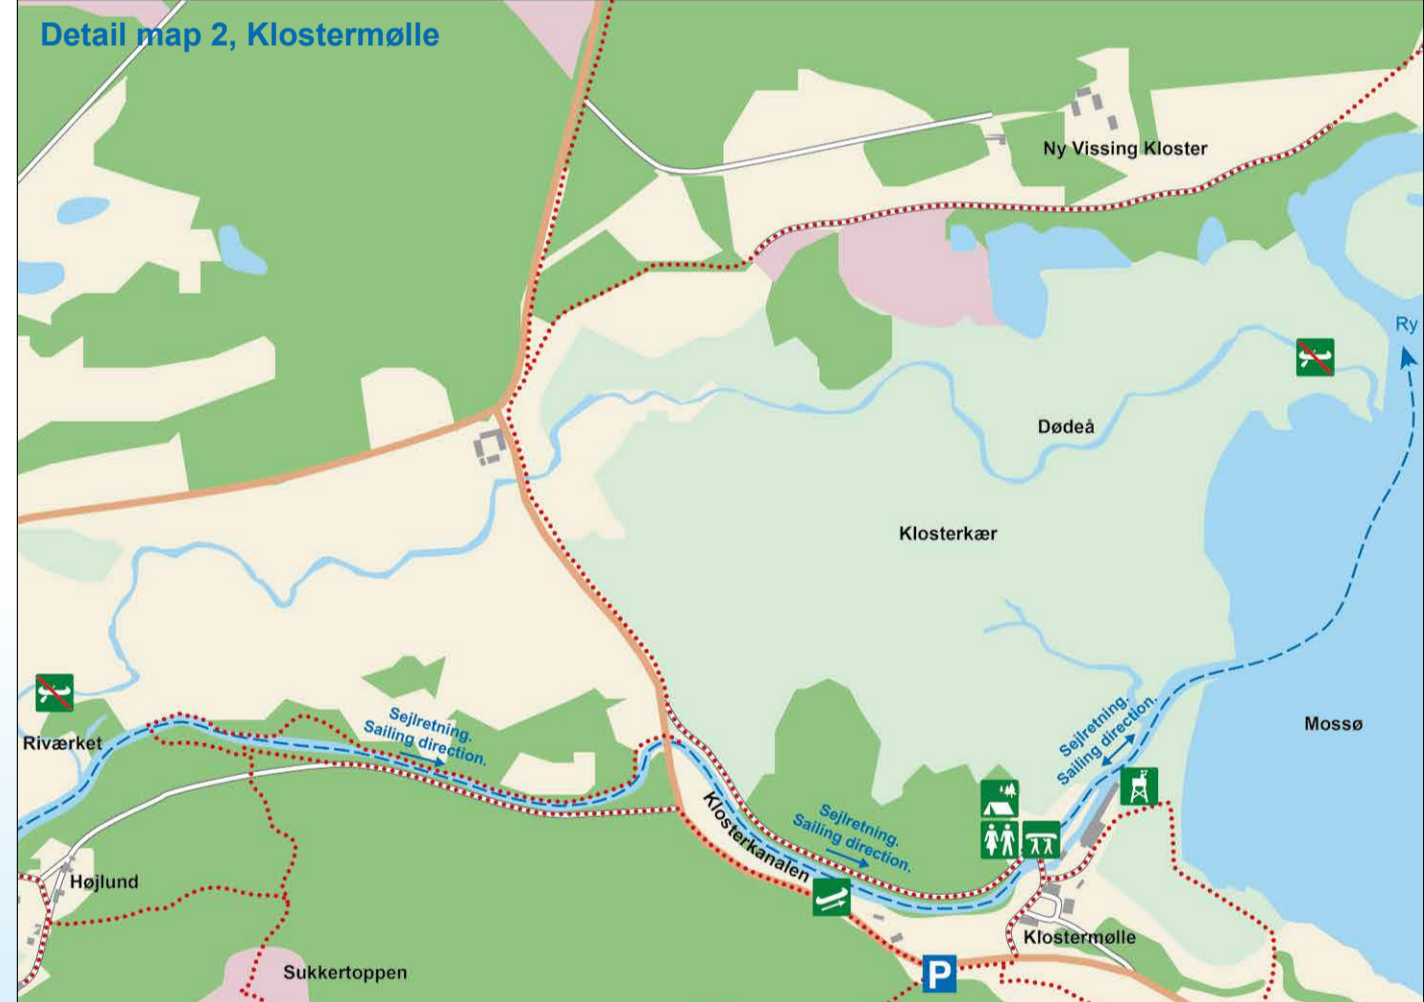 Detail map 2, Klostermølle
Ny Vissing Kloster
Ry
Dødeå
Klosterkær
Mossø
Riværket
Sejlretning.
Sailing direction.
Sejlretning.
Sailing direction.
Klosterkanalen
Sejlretning.
Sailing direction.
Højlund
Klostermølle
Sukkertoppen
P